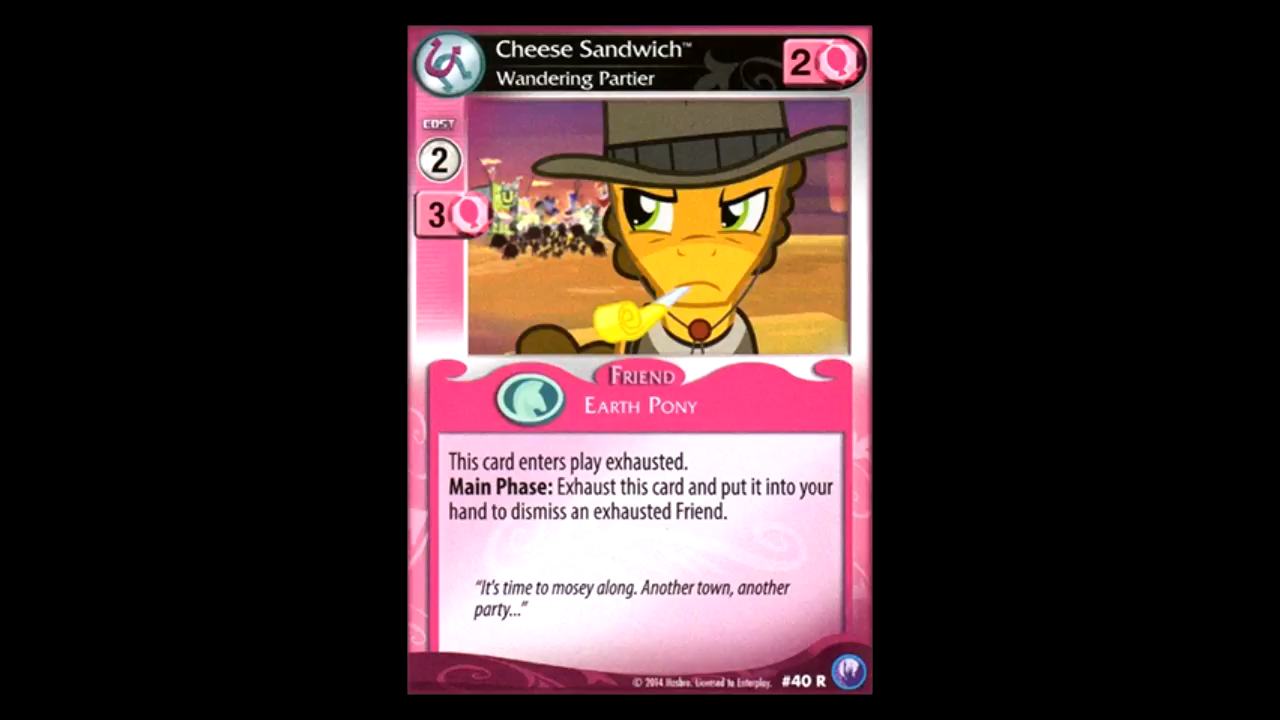 Cheese Sandwich™
Wandering Partier
2
COST
2
3
FRIEND
EARTH PONY
This card enters play exhausted.
Main Phase: Exhaust this card and put it into your
hand to dismiss an exhausted Friend.
“It's time to mosey along. Another town, another
party...”
© 2014 Hasbro. Licensed to Enterplay.
#40 R